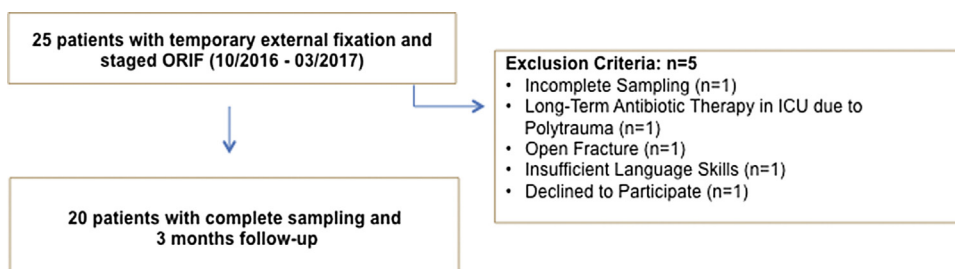 25 patients with temporary external fixation and
staged ORIF (10/2016 - 03/2017)
Exclusion Criteria: n=5
• Incomplete Sampling (n=1)
• Long-Term Antibiotic Therapy in ICU due to
Polytrauma (n=1)
• Open Fracture (n=1)
• Insufficient Language Skills (n=1)
• Declined to Participate (n=1)
20 patients with complete sampling and
3 months follow-up